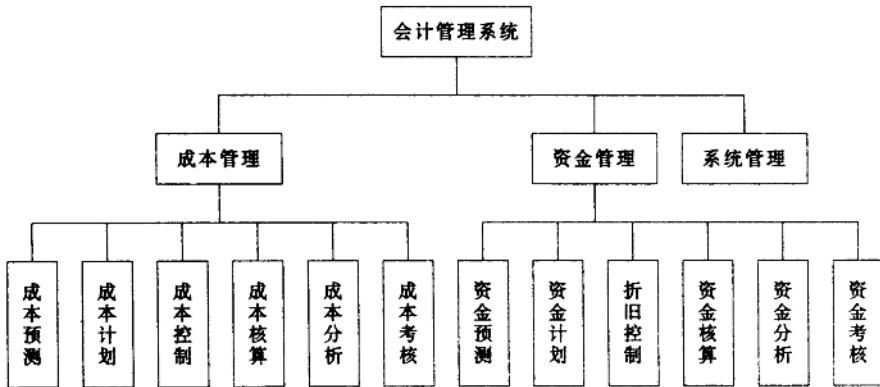 会计管理系统
成本管理
资金管理
系统管理
成本预测
成本计划
成本控制
成本核算
成本分析
成本考核
资金预测
资金计划
折旧控制
资金核算
资金分析
资金考核